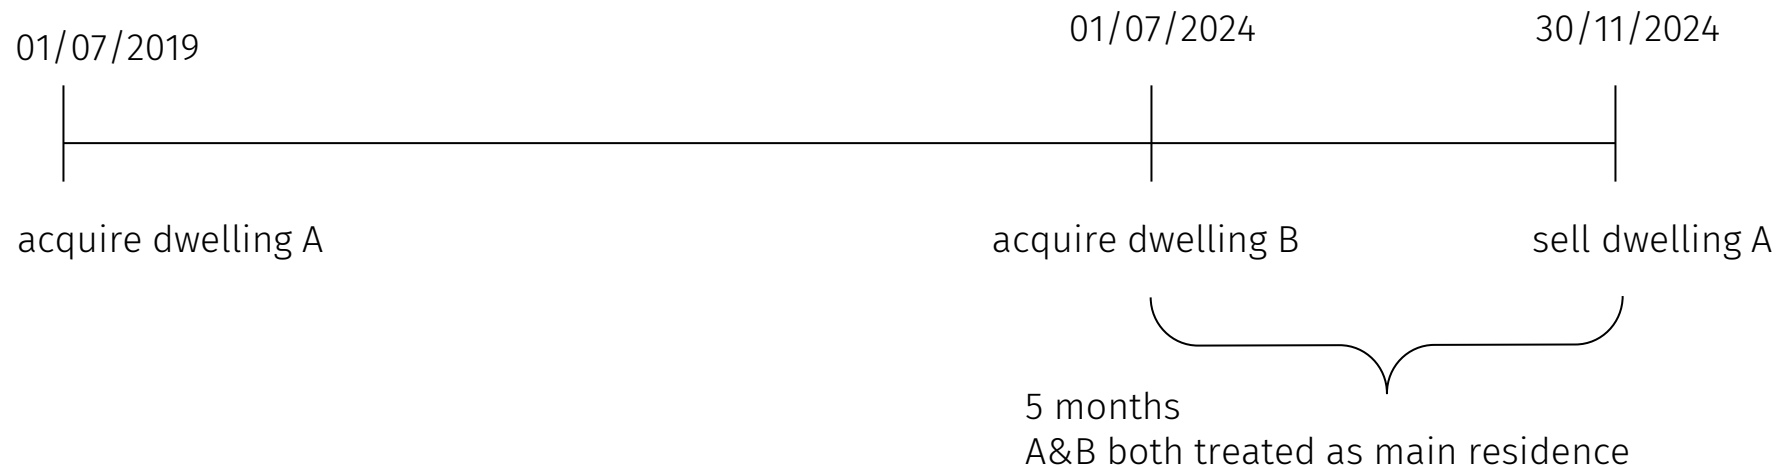 01/07/2019
01/07/2024
30/11/2024
acquire dwelling A
acquire dwelling B
sell dwelling A
5 months
A&B both treated as main residence